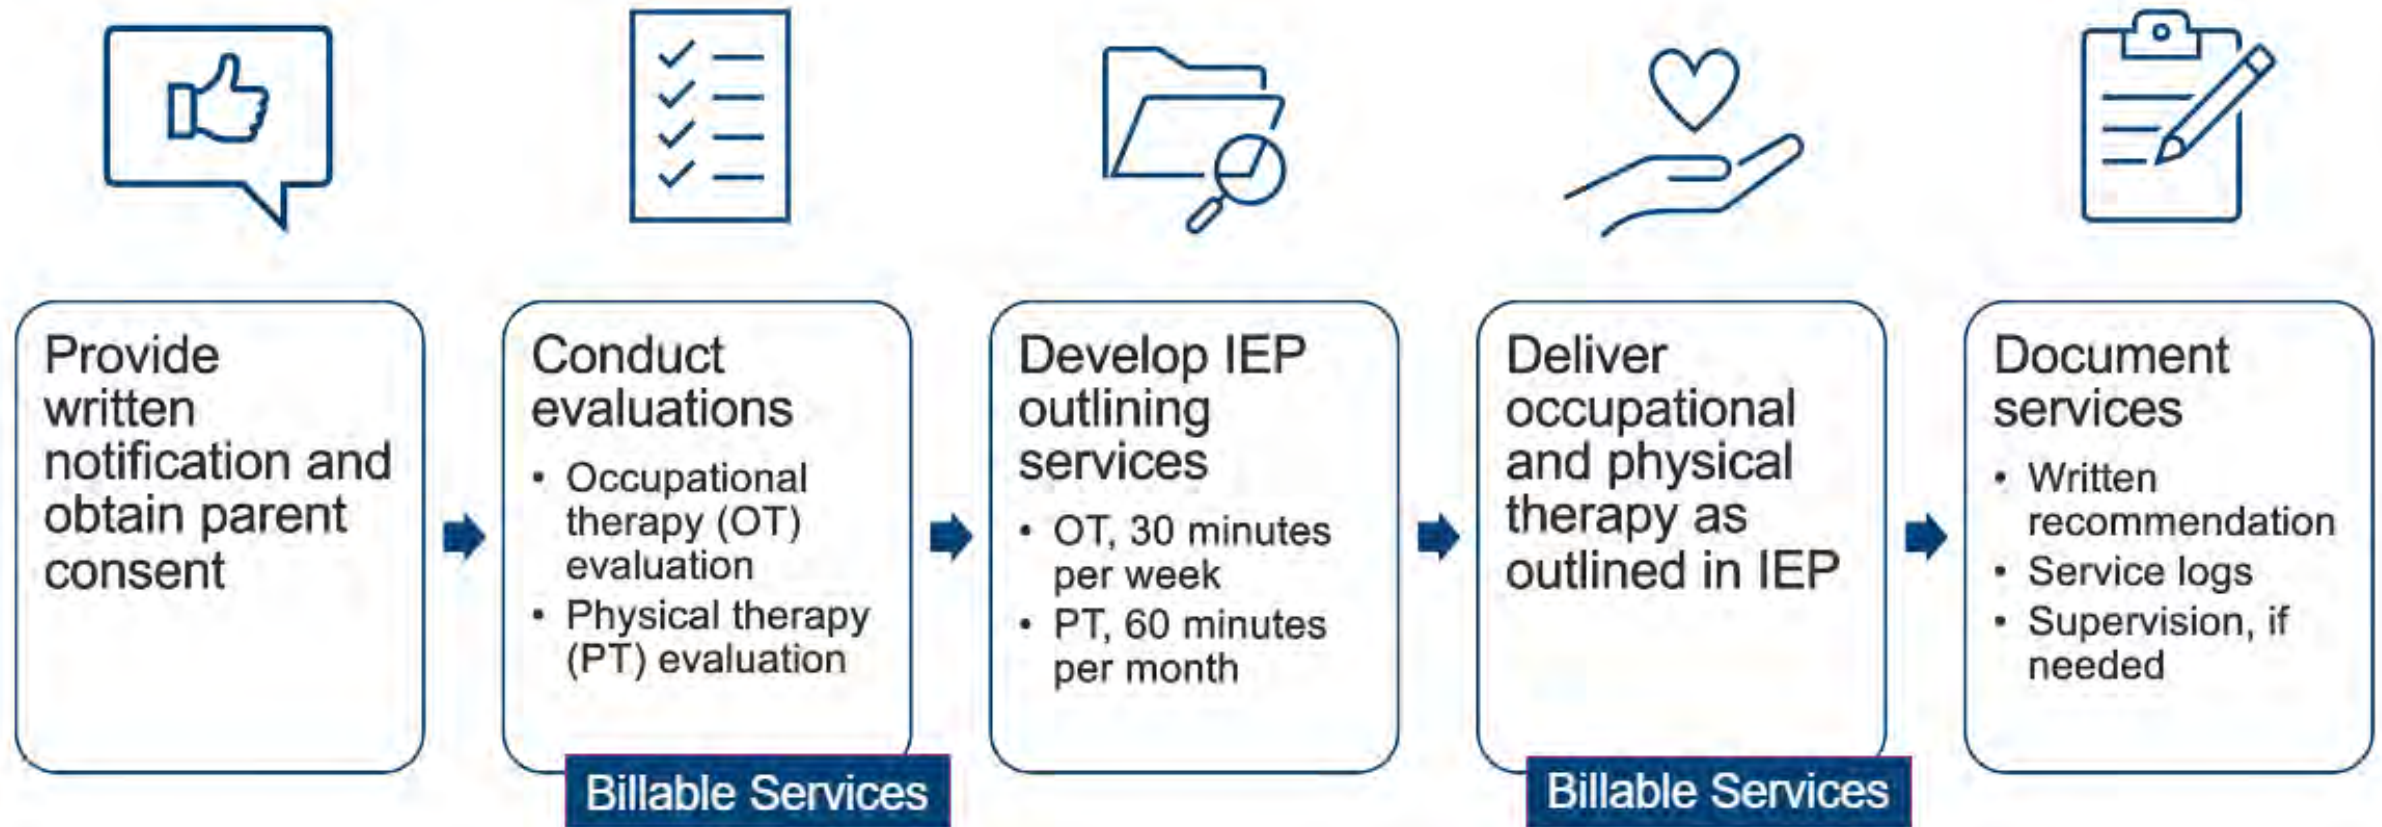 Provide
written
notification and
obtain parent
consent
Conduct
evaluations
• Occupational
therapy (OT)
evaluation
• Physical therapy
(PT) evaluation
Billable Services
Develop IEP
outlining
services
• OT, 30 minutes
per week
• PT, 60 minutes
per month
Deliver
occupational
and physical
therapy as
outlined in IEP
Billable Services
Document
services
• Written
recommendation
• Service logs
• Supervision, if
needed